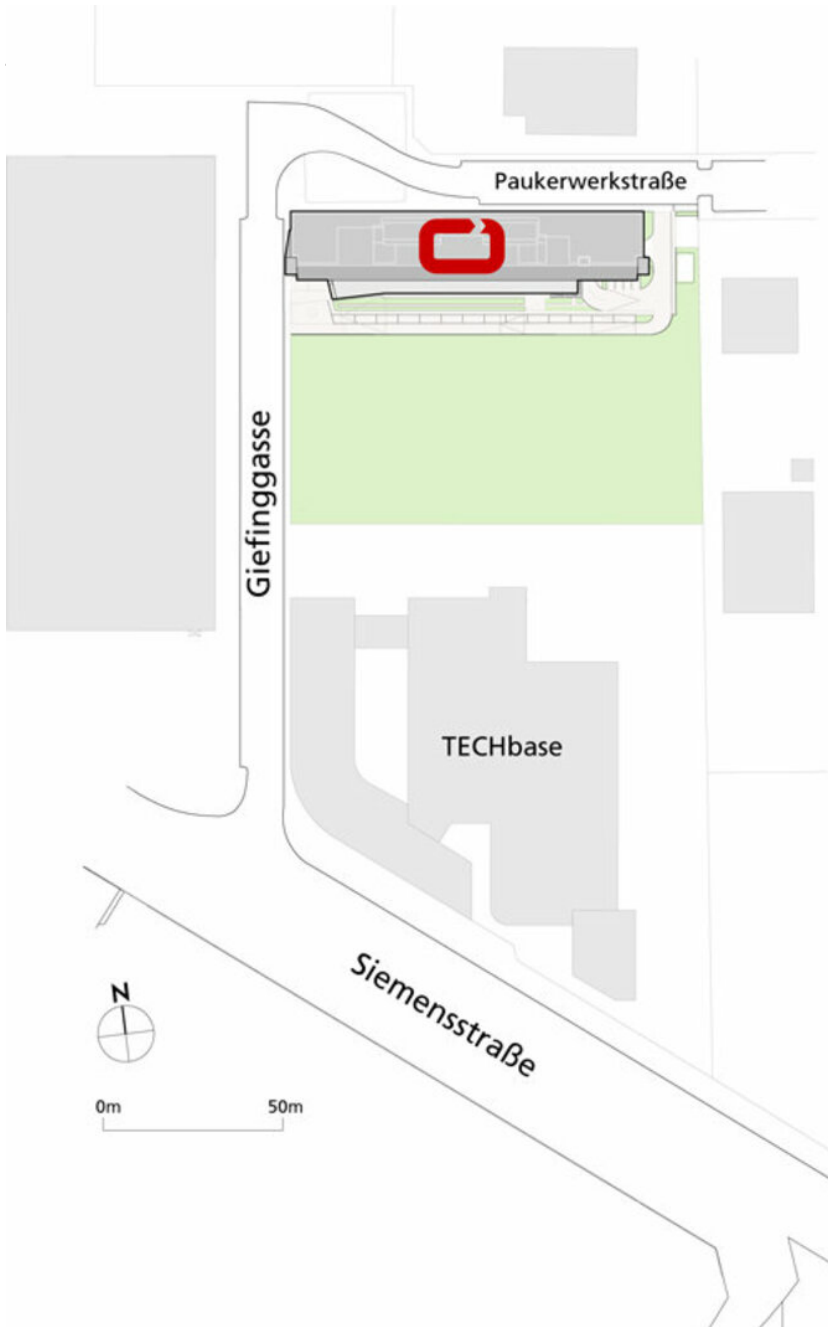 Paukerwerkstraße
Giefinggasse
TECHbase
Siemensstraße
N
0m 50m